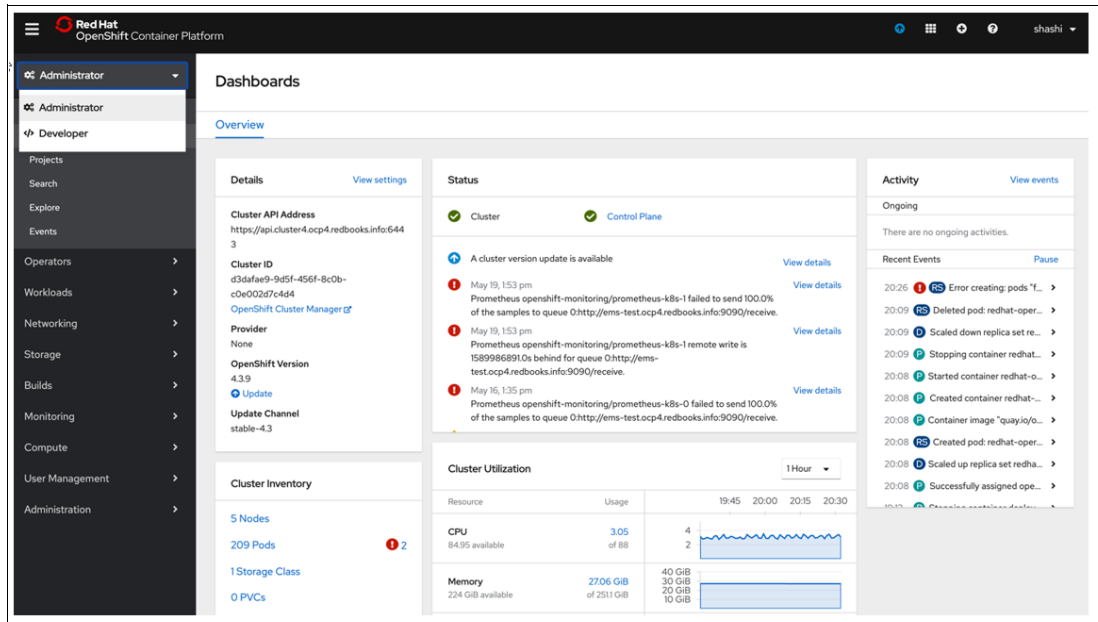 Red Hat
OpenShift Container Platform
shashi
Administrator
Administrator
Developer
Projects
Search
Explore
Events
Operators
Workloads
Networking
Storage
Builds
Monitoring
Compute
User Management
Administration
Dashboards
Overview
Details
View settings
Cluster API Address
https://api.cluster4.ocp4.redbooks.info:644
3
Cluster ID
d3dafae9-9d5f-456f-8c0b-
c0e002d7c4d4
OpenShift Cluster Manager
Provider
None
OpenShift Version
4.3.9
Update
Update Channel
stable-4.3
Cluster Inventory
5 Nodes
209 Pods
2
1 Storage Class
0 PVCs
Status
Cluster
Control Plane
A cluster version update is available
View details
May 19, 1:53 pm
View details
Prometheus openshift-monitoring/prometheus-k8s-1 failed to send 100.0%
of the samples to queue 0:http://ems-test.ocp4.redbooks.info:9090/receive.
May 19, 1:53 pm
View details
Prometheus openshift-monitoring/prometheus-k8s-1 remote write is
1589986891.0s behind for queue 0:http://ems-
test.ocp4.redbooks.info:9090/receive.
May 16, 1:35 pm
View details
Prometheus openshift-monitoring/prometheus-k8s-0 failed to send 100.0%
of the samples to queue 0:http://ems-test.ocp4.redbooks.info:9090/receive.
Cluster Utilization
1 Hour
Resource
Usage
19:45 20:00 20:15 20:30
CPU
3.05
84.95 available
of 88
4
2
Memory
27.06 GiB
224 GiB available
of 251.1 GiB
40 GiB
30 GiB
20 GiB
10 GiB
Activity
View events
Ongoing
There are no ongoing activities.
Recent Events
Pause
20:26 RS Error creating: pods "f...
20:09 RS Deleted pod: redhat-oper...
20:09 D Scaled down replica set re...
20:09 P Stopping container redhat...
20:08 P Started container redhat-o...
20:08 P Created container redhat-...
20:08 P Container image "quay.io/o...
20:08 RS Created pod: redhat-oper...
20:08 D Scaled up replica set redha...
20:08 P Successfully assigned ope...